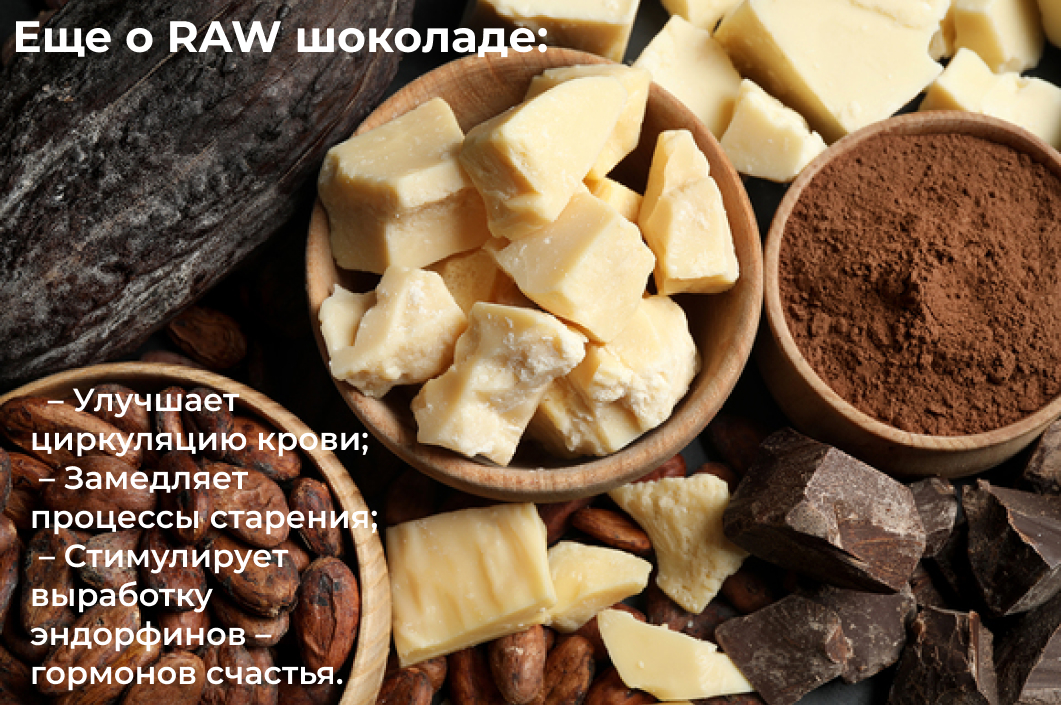 Еще о RAW шоколаде:
– Улучшает
циркуляцию крови;
– Замедляет
процессы старения;
– Стимулирует
выработку
эндорфинов –
гормонов счастья.